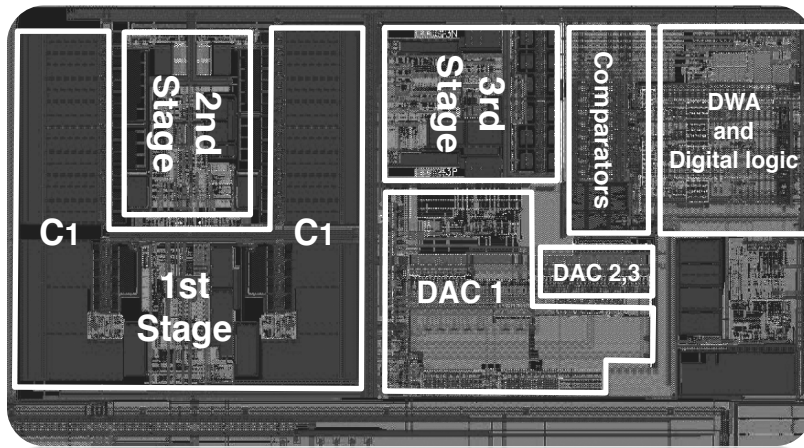 2nd
Stage
C1
C1
1st
Stage
3rd
Stage
Comparators
DWA
and
Digital logic
DAC 1
DAC 2,3